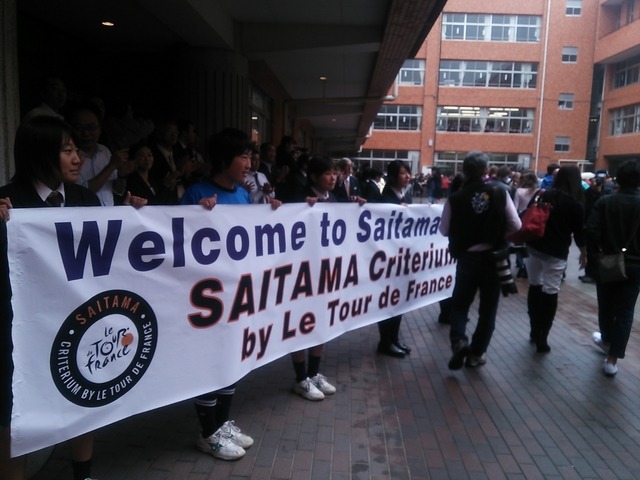 Welcome to Saitama
SAITAMA Criterium
by Le Tour de France
SAITAMA
le
TOUR
de
france
CRITERIUM BY LE TOUR DE FRANCE